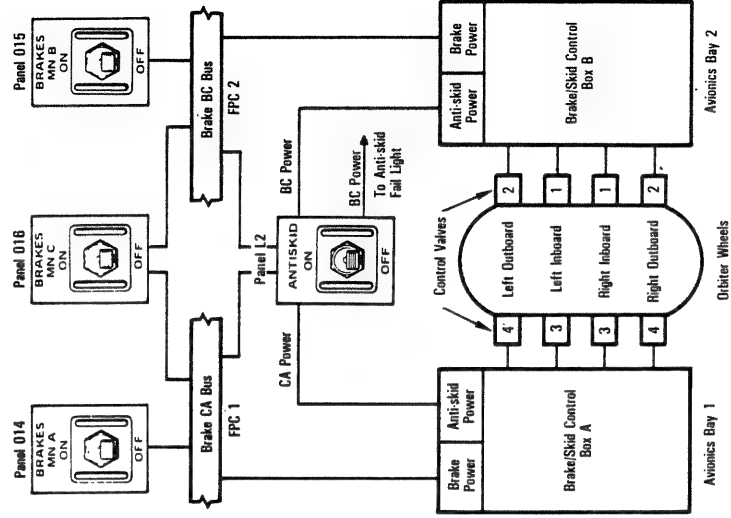 Panel 014
BRAKES
MN A
ON
OFF
Panel 016
BRAKES
MN C
ON
OFF
Panel 015
BRAKES
MN B
ON
OFF
Brake CA Bus
FPC 1
Brake BC Bus
FPC 2
Panel L2
ANTISKID
ON
OFF
CA Power
BC Power
BC Power
To Anti-skid
Fail Light
Control Valves
Brake
Power
Anti-skid
Power
Brake/Skid Control
Box A
Avionics Bay 1
4
3
3
4
Left Outboard
Left Inboard
Right Inboard
Right Outboard
2
1
1
2
Orbiter Wheels
Anti-skid
Power
Brake
Power
Brake/Skid Control
Box B
Avionics Bay 2